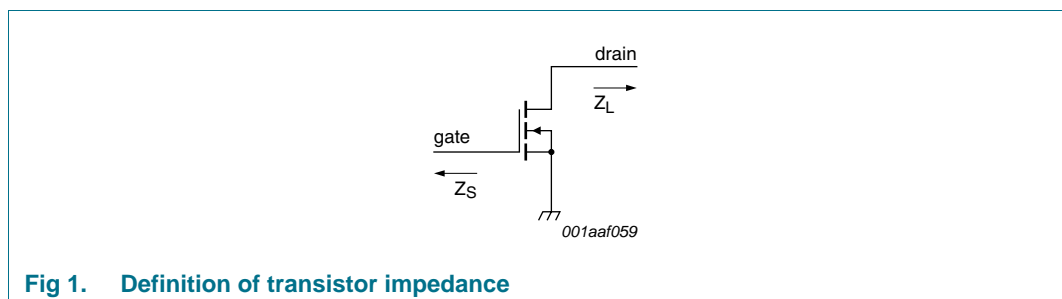 drain
Z_L
gate
Z_S
001aaf059
Fig 1. Definition of transistor impedance